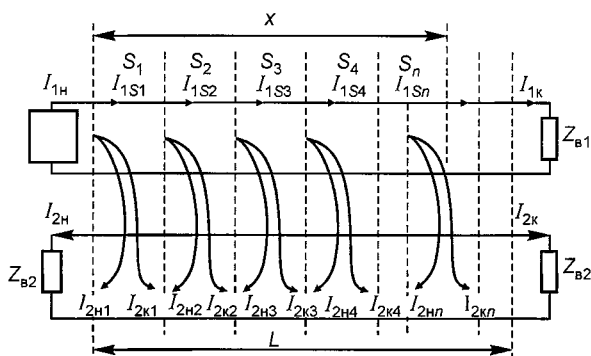 x
S1 S2 S3 S4 Sn
I1н I1S1 I1S2 I1S3 I1S4 I1Sn I1к
Zв1
I2н I2к
Zв2 Zв2
I2н1 I2к1 I2н2 I2к2 I2н3 I2к3 I2н4 I2к4 I2нn I2кn
L